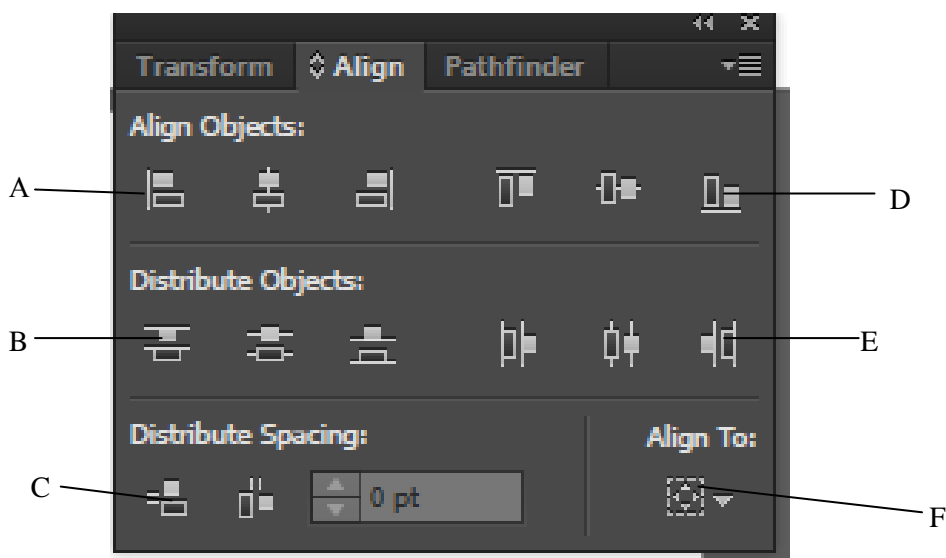 Transform Align Pathfinder
Align Objects:
A D
Distribute Objects:
B E
Distribute Spacing: Align To:
C 0 pt F